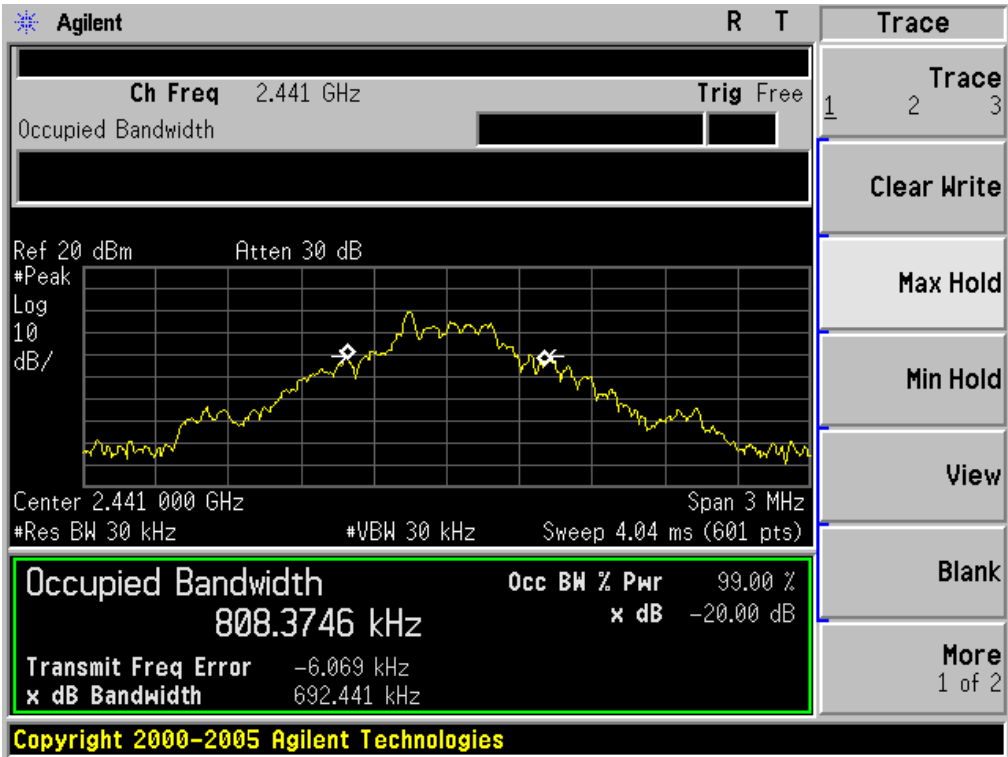 Agilent R T
Trace
Ch Freq 2.441 GHz Trig Free
Occupied Bandwidth
Trace
1 2 3
Clear Write
Max Hold
Min Hold
View
Blank
More
1 of 2
Ref 20 dBm Atten 30 dB
#Peak
Log
10
dB/
Center 2.441 000 GHz Span 3 MHz
#Res BW 30 kHz #VBW 30 kHz Sweep 4.04 ms (601 pts)
Occupied Bandwidth Occ BW % Pwr 99.00 %
808.3746 kHz x dB -20.00 dB
Transmit Freq Error -6.069 kHz
x dB Bandwidth 692.441 kHz
Copyright 2000-2005 Agilent Technologies